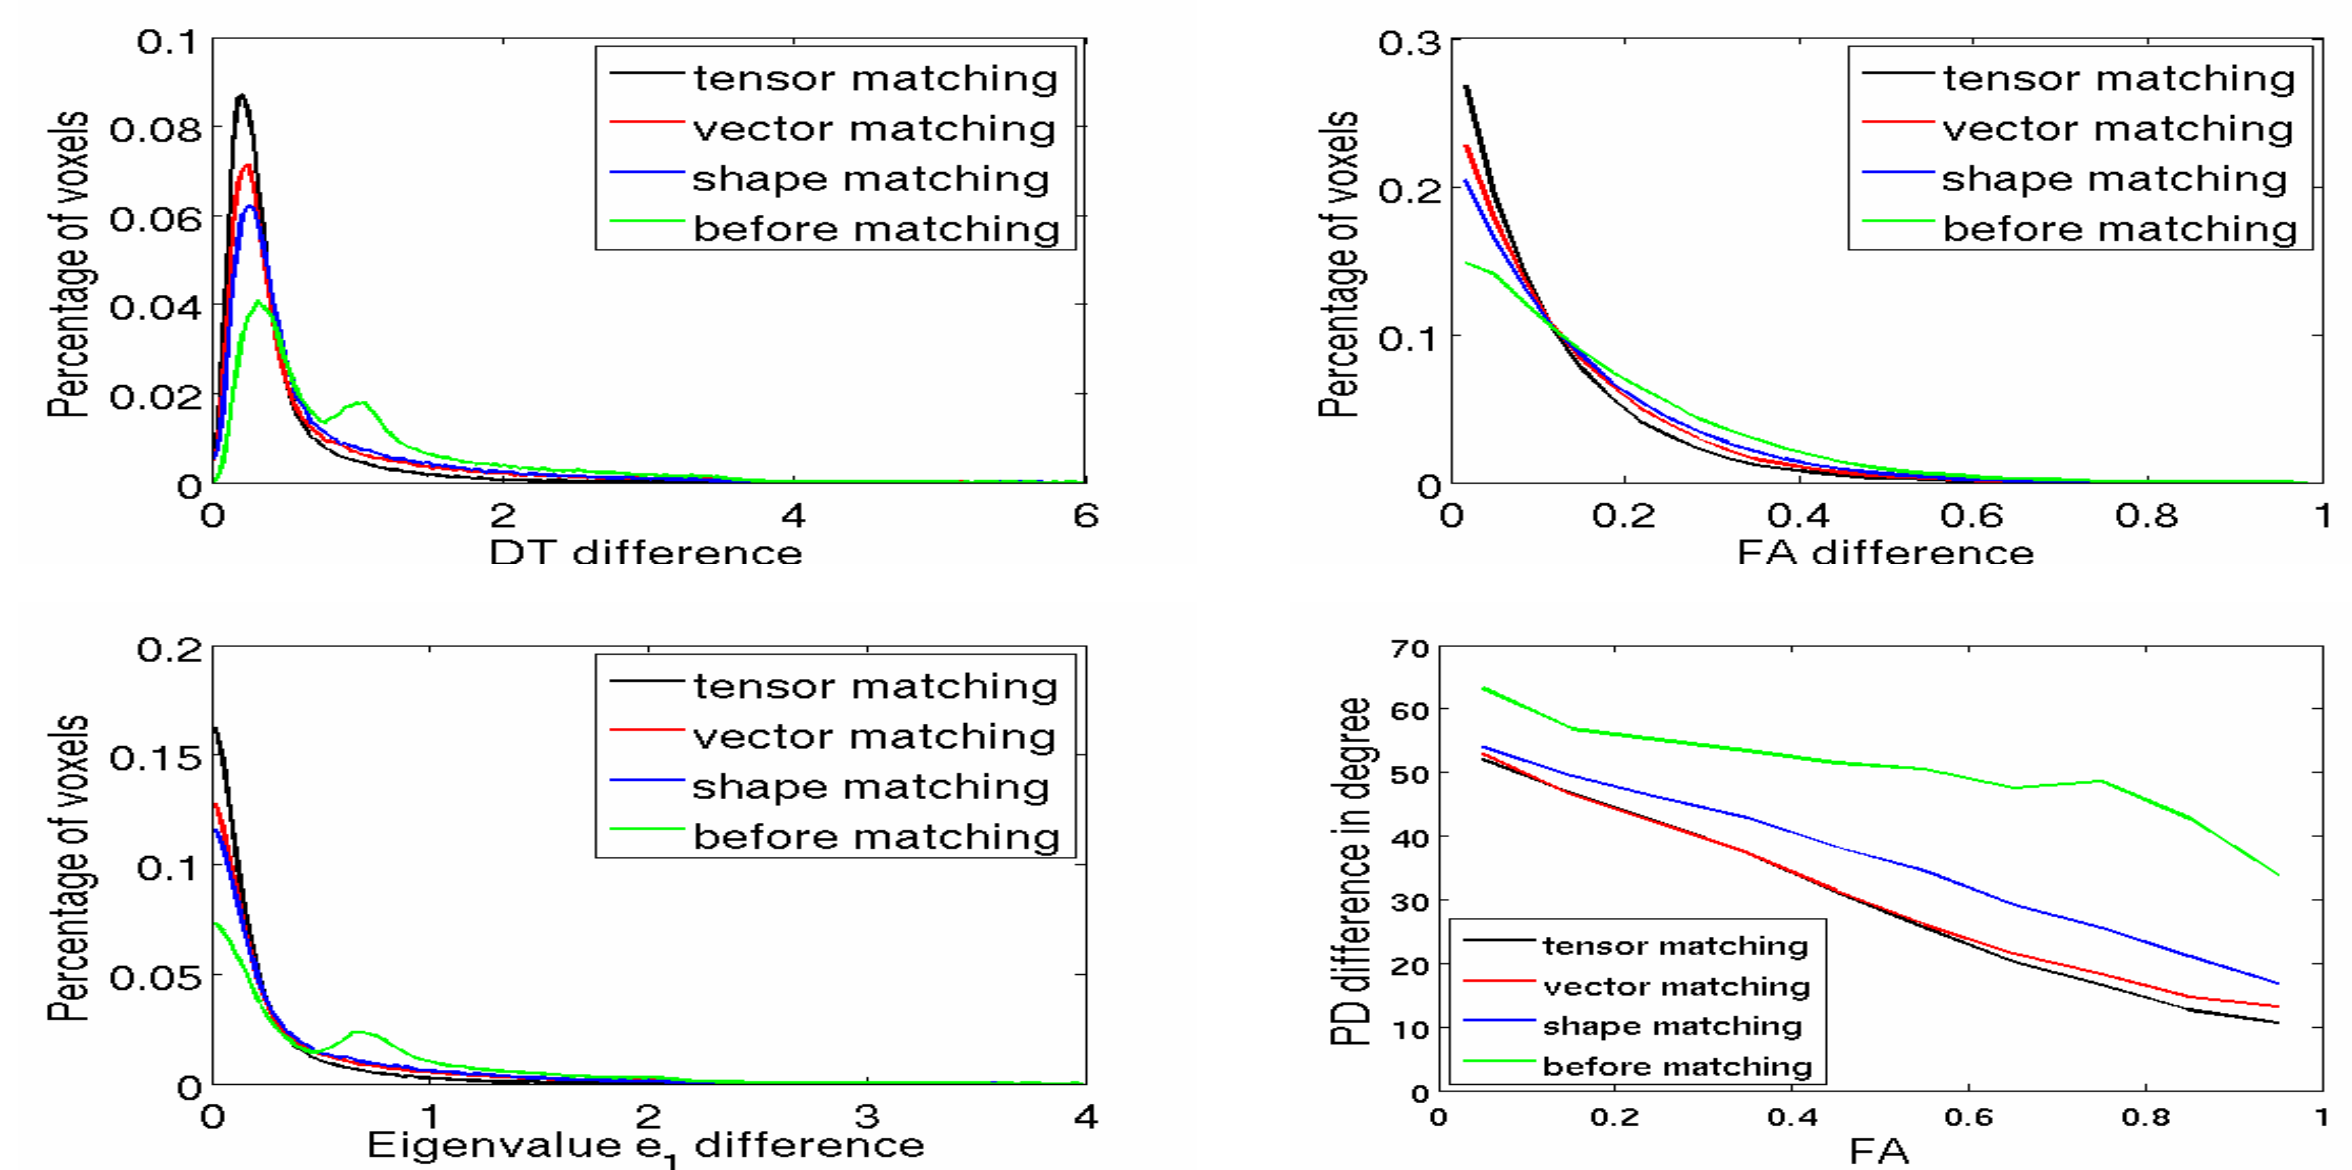 0.1
0.08
0.06
0.04
0.02
0
Percentage of voxels
tensor matching
vector matching
shape matching
before matching
0 2 4 6
DT difference
0.3
0.2
0.1
0
Percentage of voxels
tensor matching
vector matching
shape matching
before matching
0 0.2 0.4 0.6 0.8 1
FA difference
0.2
0.15
0.1
0.05
0
Percentage of voxels
tensor matching
vector matching
shape matching
before matching
0 1 2 3 4
Eigenvalue e1 difference
70
60
50
40
30
20
10
0
PD difference in degree
tensor matching
vector matching
shape matching
before matching
0 0.2 0.4 0.6 0.8 1
FA